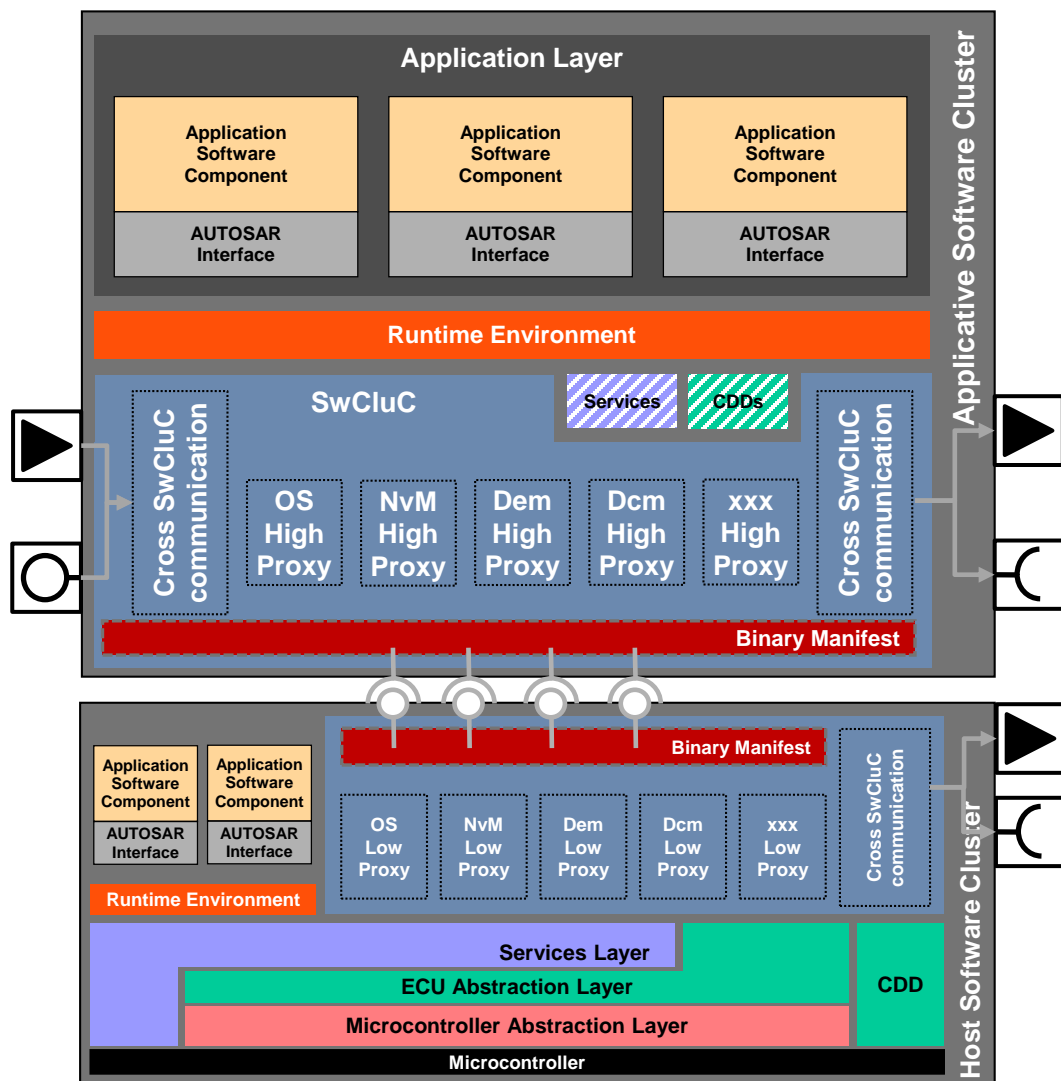 Application Layer
Application
Software
Component
AUTOSAR
Interface
Application
Software
Component
AUTOSAR
Interface
Application
Software
Component
AUTOSAR
Interface
Applicative Software Cluster
Runtime Environment
SwCluC
Services
CDDs
Cross SwCluC
communication
OS
High
Proxy
NvM
High
Proxy
Dem
High
Proxy
Dcm
High
Proxy
xxx
High
Proxy
Cross SwCluC
communication
Binary Manifest
Application
Software
Component
AUTOSAR
Interface
Application
Software
Component
AUTOSAR
Interface
Runtime Environment
Binary Manifest
OS
Low
Proxy
NvM
Low
Proxy
Dem
Low
Proxy
Dcm
Low
Proxy
xxx
Low
Proxy
Cross SwCluC
communication
Host Software Cluster
Services Layer
ECU Abstraction Layer
CDD
Microcontroller Abstraction Layer
Microcontroller